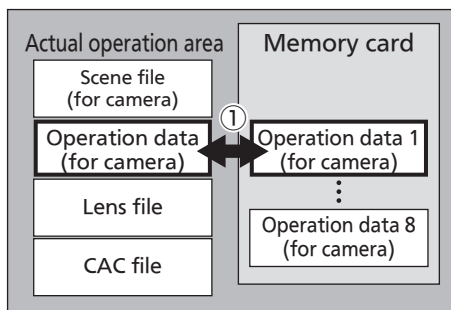 Actual operation area
Scene file
(for camera)
Operation data
(for camera)
Lens file
CAC file
①
Memory card
Operation data 1
(for camera)
⋮
Operation data 8
(for camera)